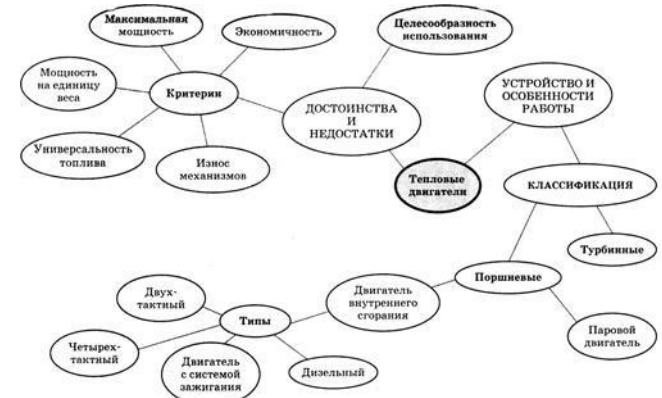 Максимальная
мощность
Экономичность
Целесообразность
использования
Мощность
на единицу
веса
Критерии
ДОСТОИНСТВА
И
НЕДОСТАТКИ
УСТРОЙСТВО И
ОСОБЕННОСТИ
РАБОТЫ
Универсальность
топлива
Износ
механизмов
Тепловые
двигатели
КЛАССИФИКАЦИЯ
Турбинные
Поршневые
Двух-
тактный
Двигатель
внутреннего
сгорания
Типы
Четырех-
тактный
Двигатель
с системой
зажигания
Дизельный
Паровой
двигатель